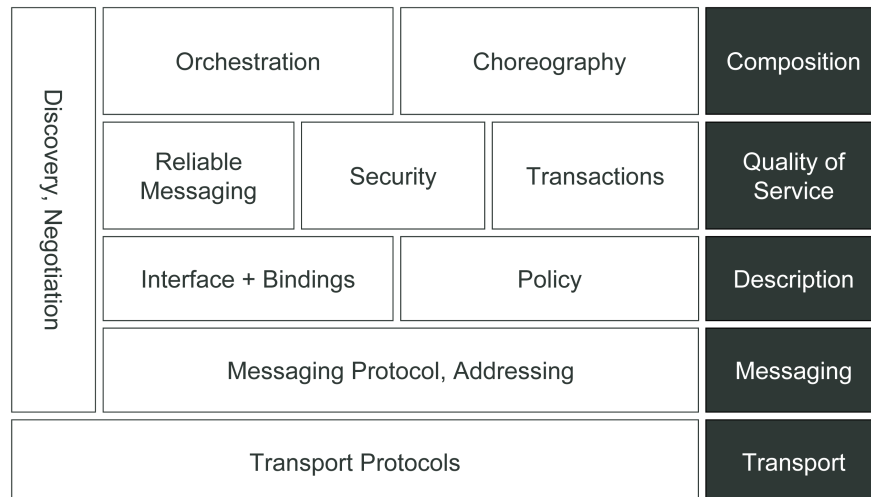 Discovery, Negotiation
Orchestration
Choreography
Composition
Reliable
Messaging
Security
Transactions
Quality of
Service
Interface + Bindings
Policy
Description
Messaging Protocol, Addressing
Messaging
Transport Protocols
Transport